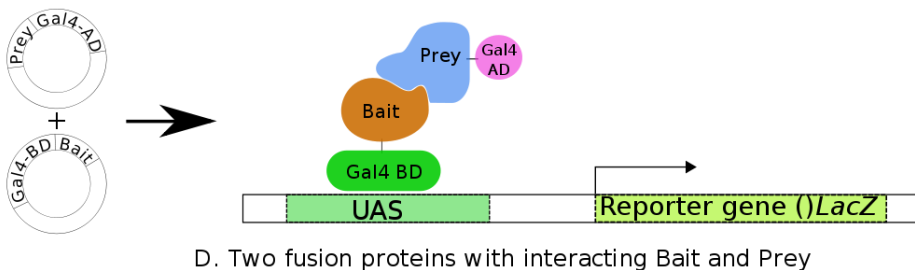 Prey Gal4-AD
+
Gal4-BD Bait
Prey
Gal4
AD
Bait
Gal4 BD
UAS
Reporter gene ()LacZ
D. Two fusion proteins with interacting Bait and Prey